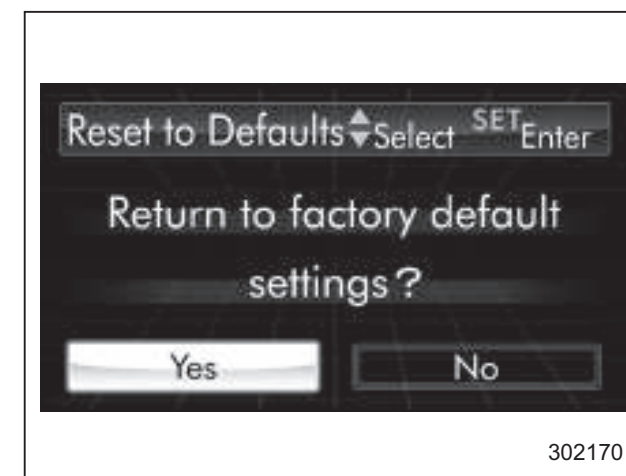 Reset to Defaults Select SET Enter
Return to factory default
settings?
Yes No
302170